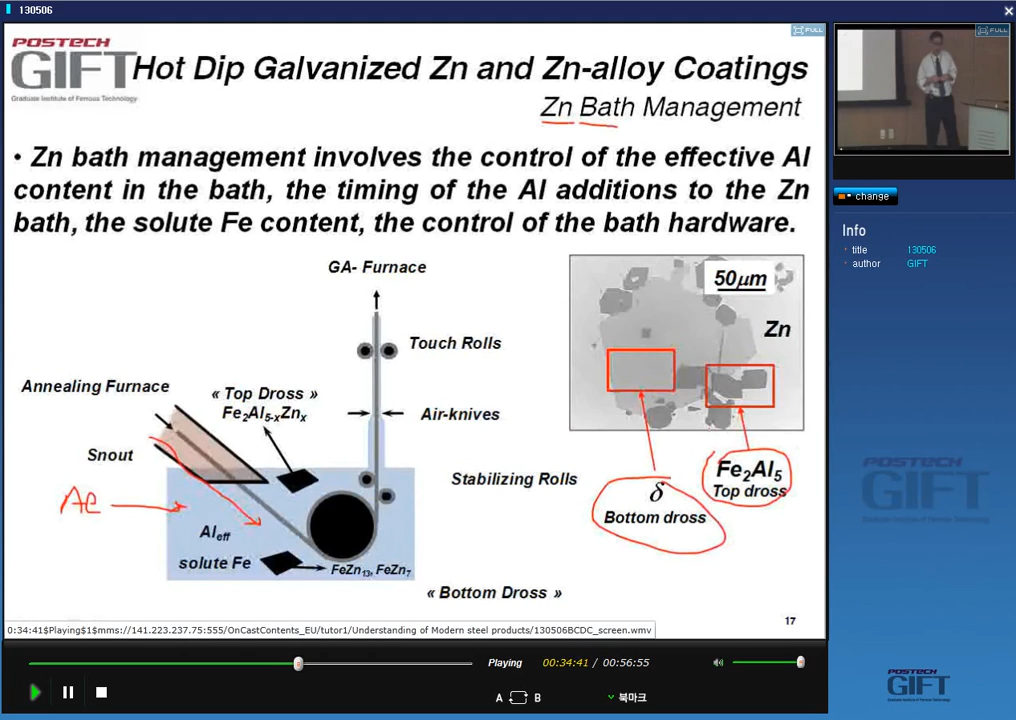 130506
FULL
POSTECH
GIFT
Graduate Institute of Ferrous Technology
Hot Dip Galvanized Zn and Zn-alloy Coatings
Zn Bath Management
• Zn bath management involves the control of the effective Al
content in the bath, the timing of the Al additions to the Zn
bath, the solute Fe content, the control of the bath hardware.
GA- Furnace
50μm
Zn
Touch Rolls
Annealing Furnace
« Top Dross »
Fe2Al5-xZnx
Air-knives
Snout
Stabilizing Rolls
Fe2Al5
Top dross
δ
Bottom dross
Al
Aleff
solute Fe
FeZn13, FeZn7
« Bottom Dross »
17
0:34:41$Playing$1$mms://141.223.237.75:555/OnCastContents_EU/tutor1/Understanding of Modern steel products/130506BCDC_screen.wmv
Playing
00:34:41 / 00:56:55
A B
북마크
FULL
change
Info
title 130506
author GIFT
POSTECH
GIFT
POSTECH
GIFT